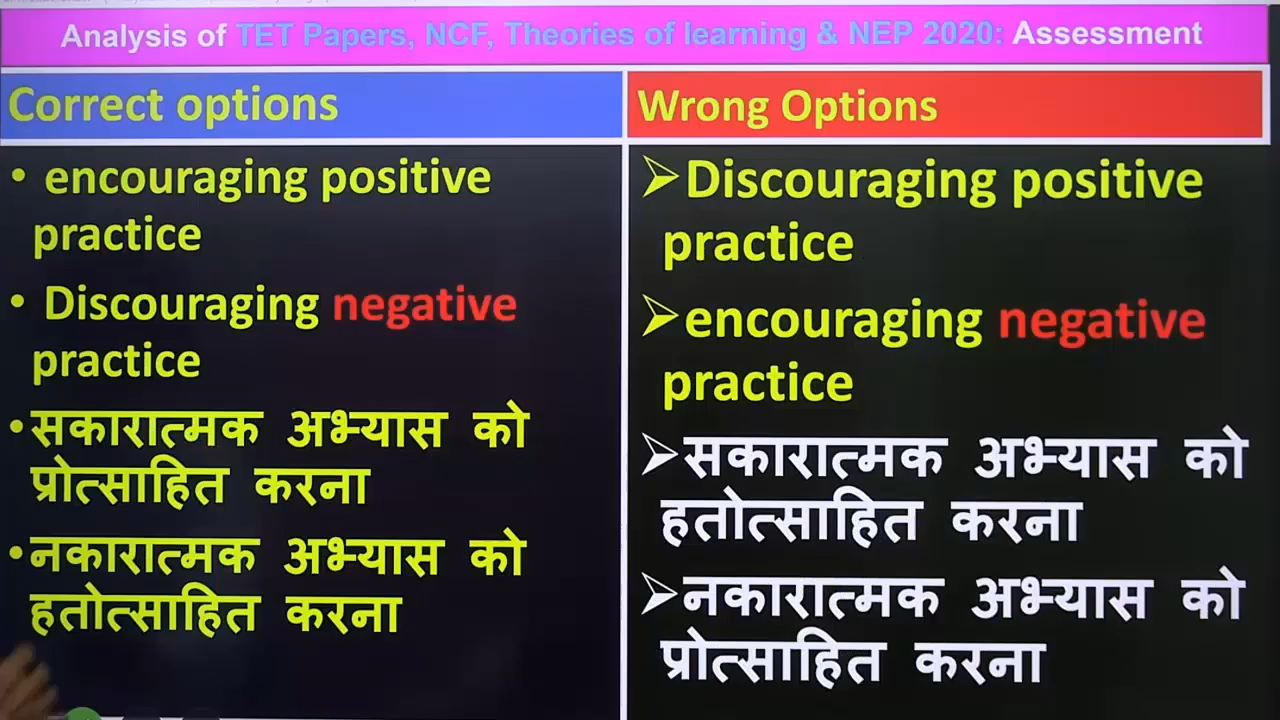 Analysis of TET Papers, NCF, Theories of learning & NEP 2020: Assessment
Correct options
• encouraging positive
practice
• Discouraging negative
practice
•सकारात्मक अभ्यास को
प्रोत्साहित करना
•नकारात्मक अभ्यास को
हतोत्साहित करना
Wrong Options
➢Discouraging positive
practice
➢encouraging negative
practice
➢सकारात्मक अभ्यास को
हतोत्साहित करना
➢नकारात्मक अभ्यास को
प्रोत्साहित करना